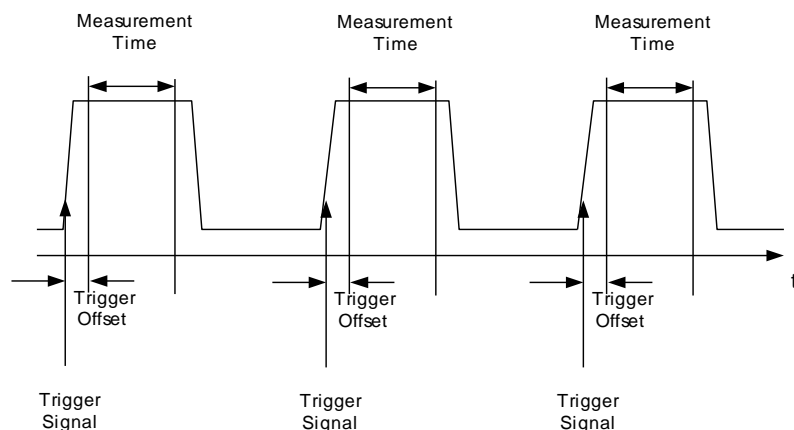 Measurement
Time
Measurement
Time
Measurement
Time
t
Trigger
Offset
Trigger
Offset
Trigger
Offset
Trigger
Signal
Trigger
Signal
Trigger
Signal